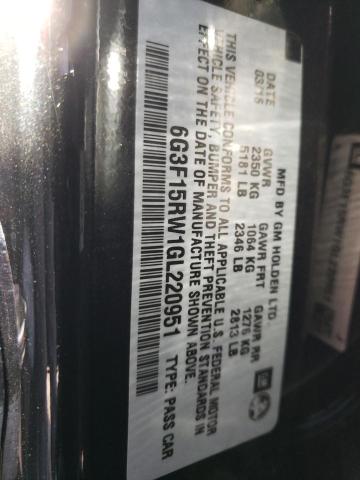 MFD BY GM HOLDEN LTD.
DATE GVWR GAWR FRT GAWR RR
03/16 2350 KG 1064 KG 1276 KG
5181 LB 2346 LB 2813 LB
THIS VEHICLE CONFORMS TO ALL APPLICABLE U.S. FEDERAL MOTOR
VEHICLE SAFETY, BUMPER AND THEFT PREVENTION STANDARDS IN
EFFECT ON THE DATE OF MANUFACTURE SHOWN ABOVE.
6G3F15RW1GL220951 TYPE: PASS CAR
GM